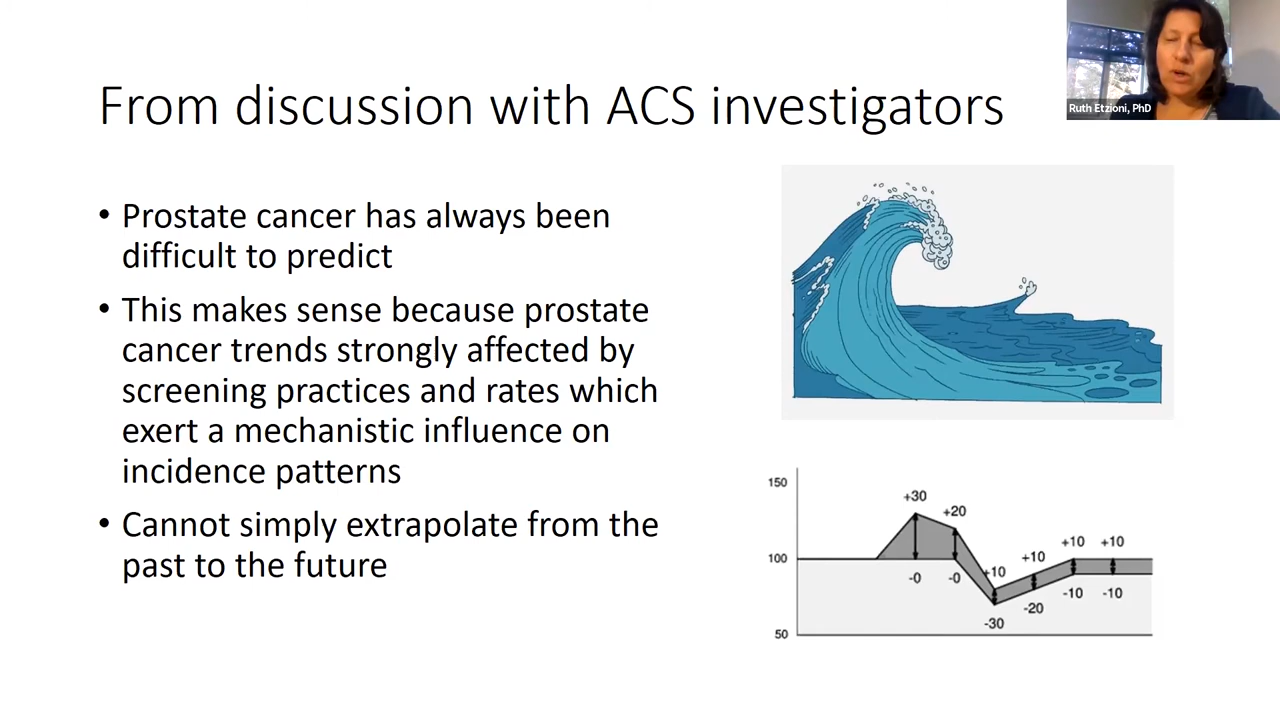 From discussion with ACS investigators
Ruth Etzioni, PhD
• Prostate cancer has always been
difficult to predict
• This makes sense because prostate
cancer trends strongly affected by
screening practices and rates which
exert a mechanistic influence on
incidence patterns
• Cannot simply extrapolate from the
past to the future
150
100
50
+30
+20
+10
+10
+10
+10
-0
-0
-30
-20
-10
-10